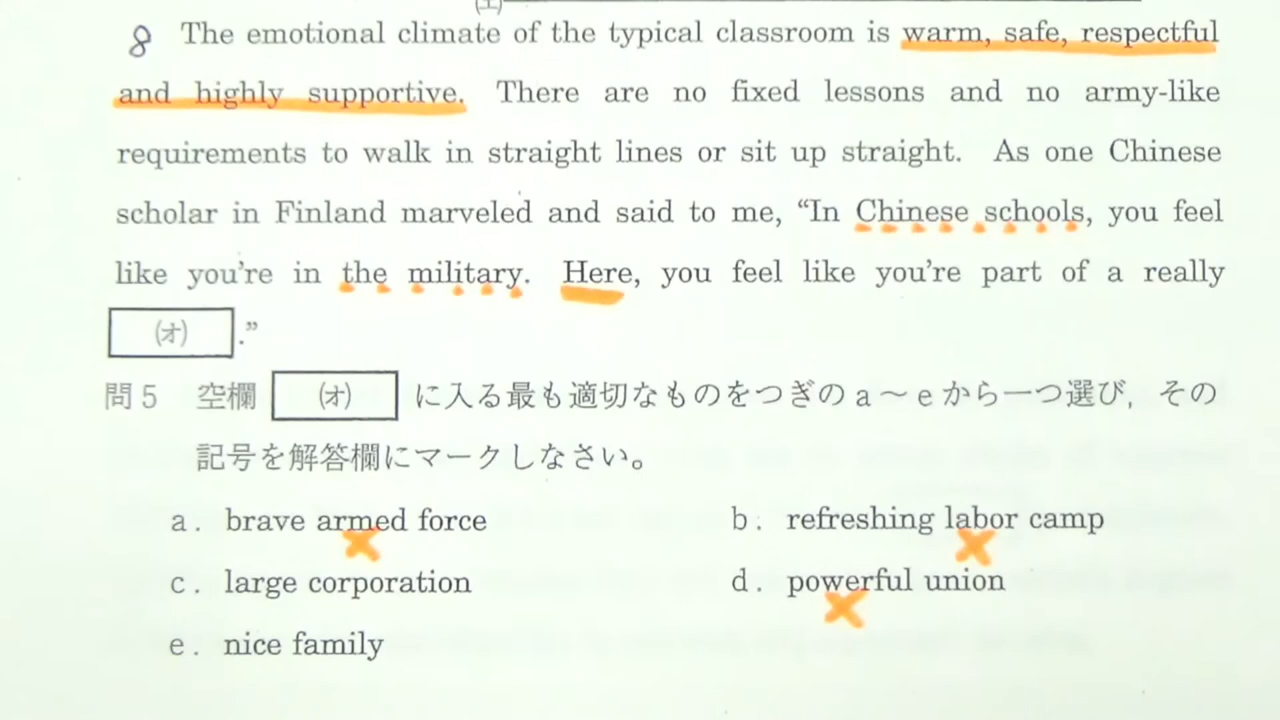 (エ)
8 The emotional climate of the typical classroom is warm, safe, respectful
and highly supportive. There are no fixed lessons and no army-like
requirements to walk in straight lines or sit up straight. As one Chinese
scholar in Finland marveled and said to me, “In Chinese schools, you feel
like you’re in the military. Here, you feel like you’re part of a really
(オ).”
問5 空欄 (オ) に入る最も適切なものをつぎの a～e から一つ選び, その
記号を解答欄にマークしなさい。
a. brave armed force b. refreshing labor camp
c. large corporation d. powerful union
e. nice family